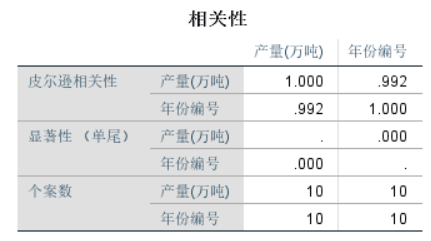 相关性
产量(万吨) 年份编号
皮尔逊相关性 产量(万吨) 1.000 .992
年份编号 .992 1.000
显著性 （单尾） 产量(万吨) . .000
年份编号 .000 .
个案数 产量(万吨) 10 10
年份编号 10 10